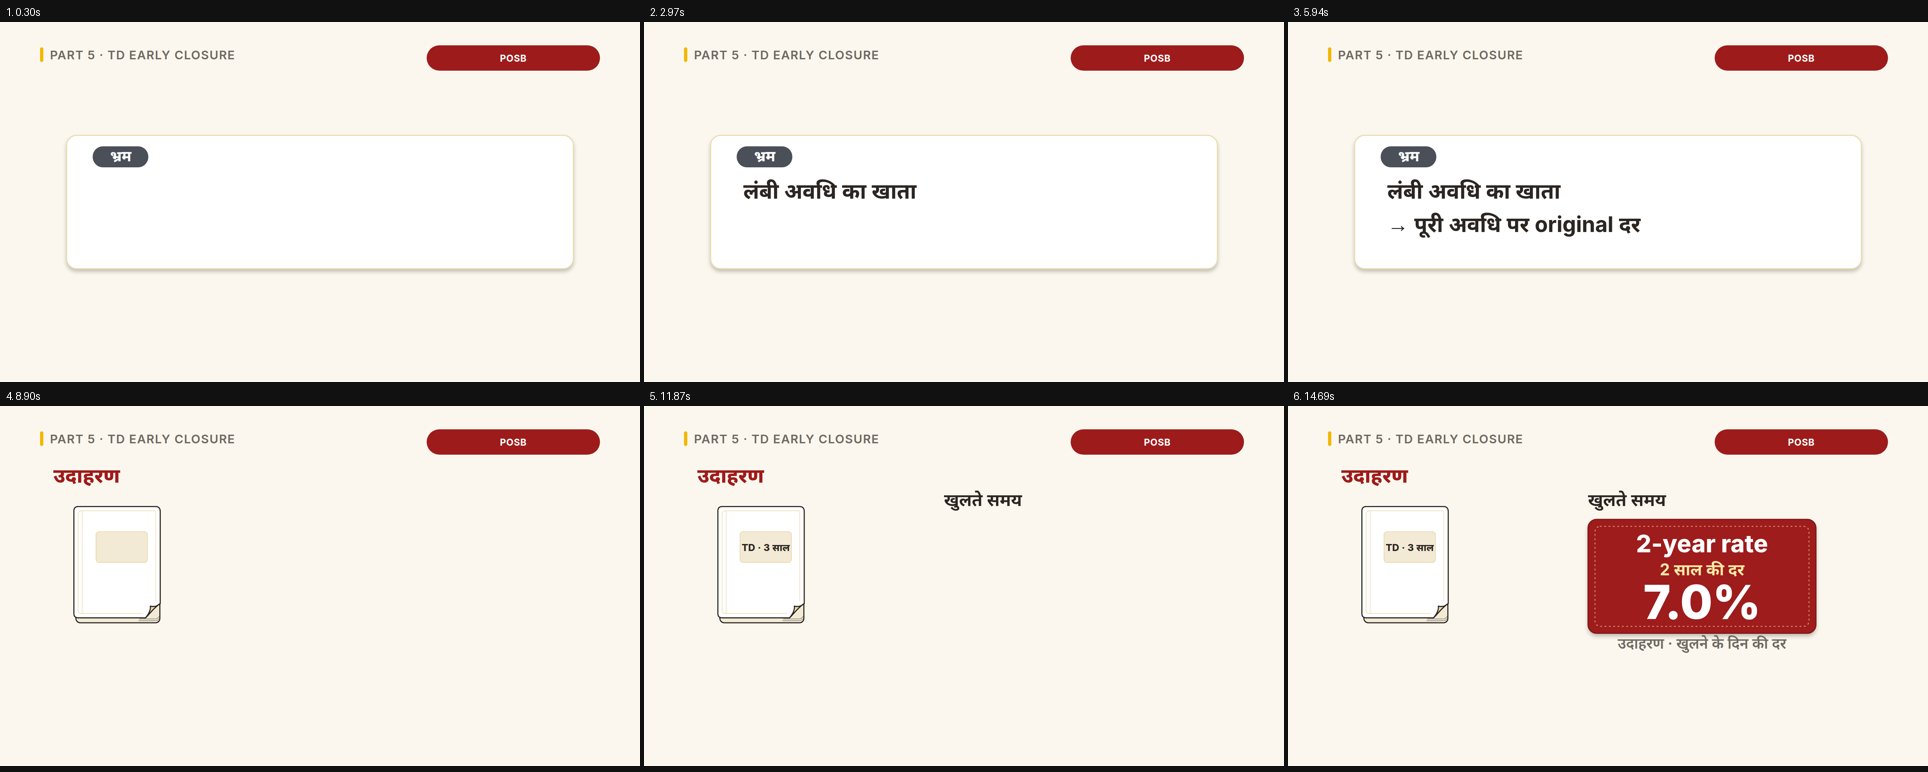 1. 0.30s
PART 5 · TD EARLY CLOSURE
POSB
भ्रम
2. 2.97s
PART 5 · TD EARLY CLOSURE
POSB
भ्रम
लंबी अवधि का खाता
3. 5.94s
PART 5 · TD EARLY CLOSURE
POSB
भ्रम
लंबी अवधि का खाता
→ पूरी अवधि पर original दर
4. 8.90s
PART 5 · TD EARLY CLOSURE
POSB
उदाहरण
5. 11.87s
PART 5 · TD EARLY CLOSURE
POSB
उदाहरण
खुलते समय
TD · 3 साल
6. 14.69s
PART 5 · TD EARLY CLOSURE
POSB
उदाहरण
खुलते समय
TD · 3 साल
2-year rate
2 साल की दर
7.0%
उदाहरण · खुलने के दिन की दर